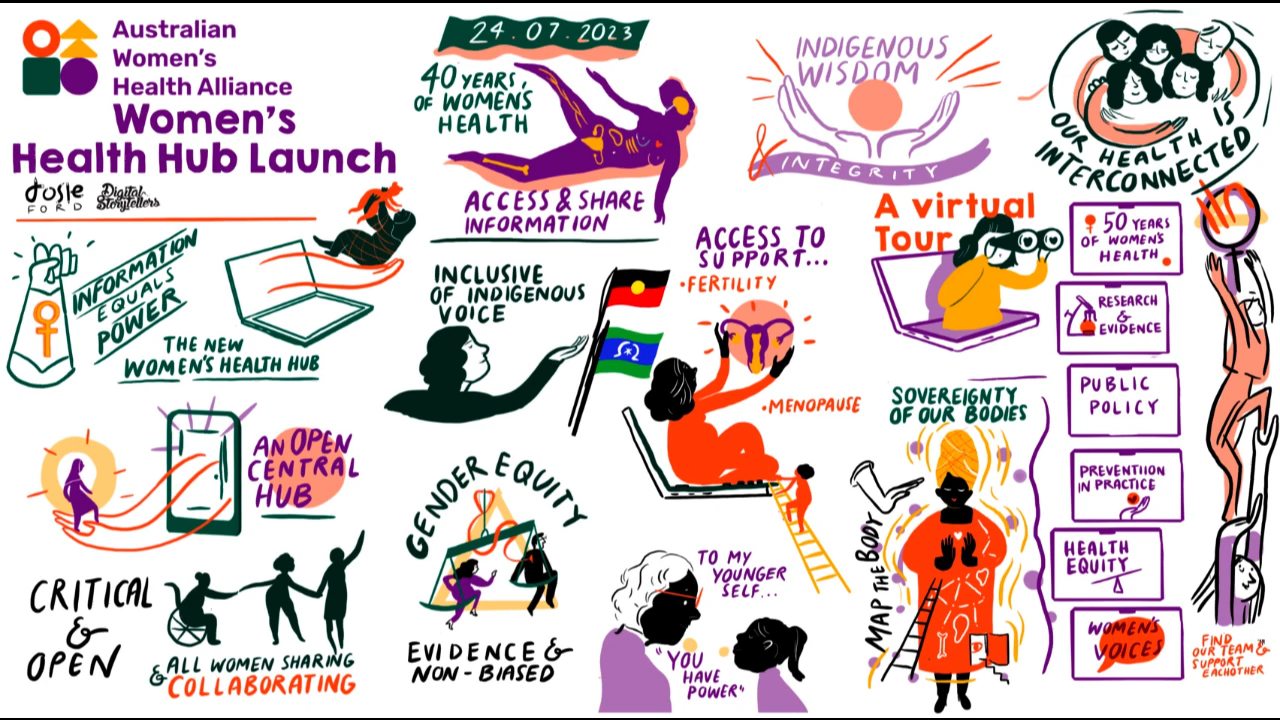 Australian
Women's
Health Alliance
Women's
Health Hub Launch
Josie
FORD
Digital
Storytellers
INFORMATION
EQUALS
POWER
THE NEW
WOMEN'S HEALTH HUB
AN OPEN
CENTRAL
HUB
CRITICAL
&
OPEN
& ALL WOMEN SHARING
COLLABORATING
24.07.2023
40 YEARS,
OF WOMEN'S
HEALTH
ACCESS & SHARE
INFORMATION
INCLUSIVE
OF INDIGENOUS
VOICE
GENDER EQUITY
EVIDENCE &
NON-BIASED
ACCESS TO
SUPPORT...
•FERTILITY
•MENOPAUSE
TO MY
YOUNGER
SELF...
"YOU
HAVE
POWER"
INDIGENOUS
WISDOM
& INTEGRITY
A virtual
Tour
SOVEREIGNTY
OF OUR BODIES
MAP THE BODY
OUR HEALTH IS
INTERCONNECTED
50 YEARS
OF WOMEN'S
HEALTH
RESEARCH
&
EVIDENCE
PUBLIC
POLICY
PREVENTIION
IN PRACTICE
HEALTH
EQUITY
WOMEN'S
VOICES
FIND
OUR TEAM &
SUPPORT
EACHOTHER